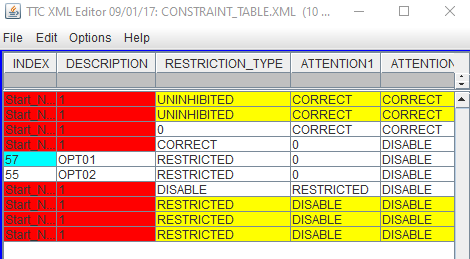 TTC XML Editor 09/01/17: CONSTRAINT_TABLE.XML (10
File Edit Options Help
INDEX DESCRIPTION RESTRICTION_TYPE ATTENTION1 ATTENTION
Start_N... 1 UNINHIBITED CORRECT CORRECT
Start_N... 1 UNINHIBITED CORRECT CORRECT
Start_N... 1 0 CORRECT CORRECT
Start_N... 1 CORRECT 0 DISABLE
57 OPT01 RESTRICTED 0 DISABLE
55 OPT02 RESTRICTED 0 DISABLE
Start_N... 1 DISABLE RESTRICTED DISABLE
Start_N... 1 RESTRICTED DISABLE DISABLE
Start_N... 1 RESTRICTED DISABLE DISABLE
Start_N... 1 RESTRICTED DISABLE DISABLE